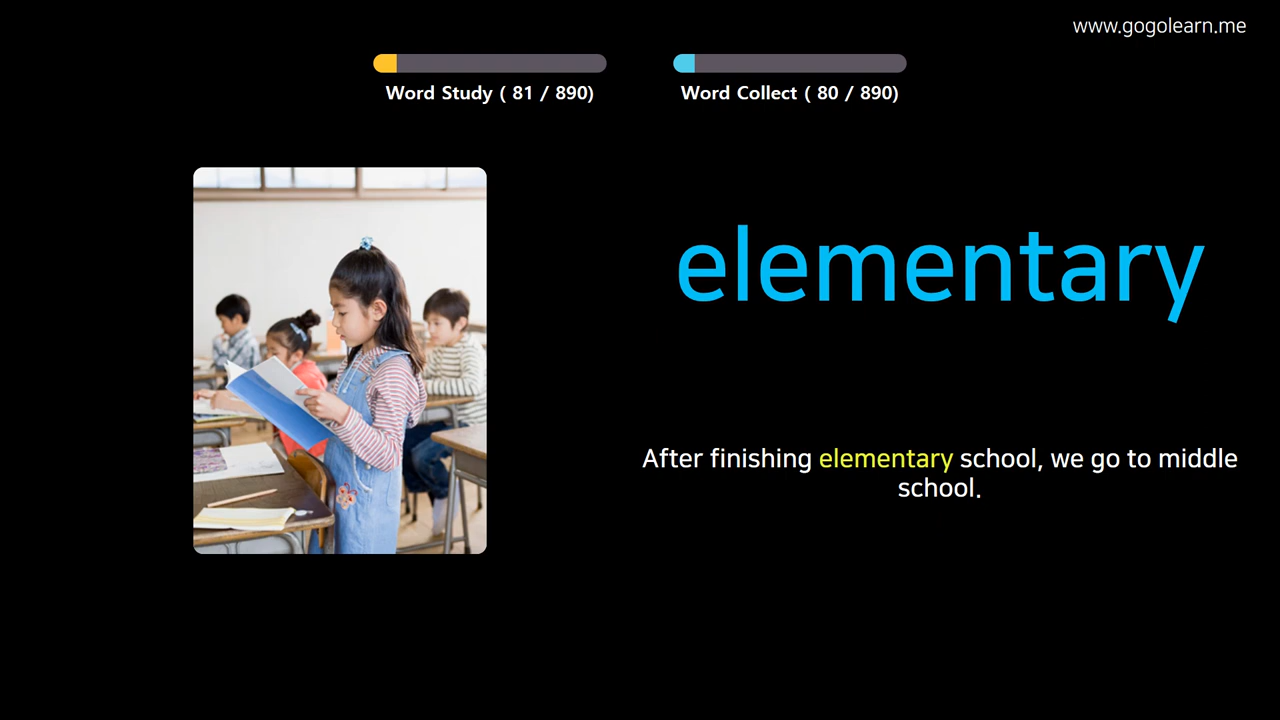 www.gogolearn.me
Word Study ( 81 / 890)
Word Collect ( 80 / 890)
elementary
After finishing elementary school, we go to middle
school.